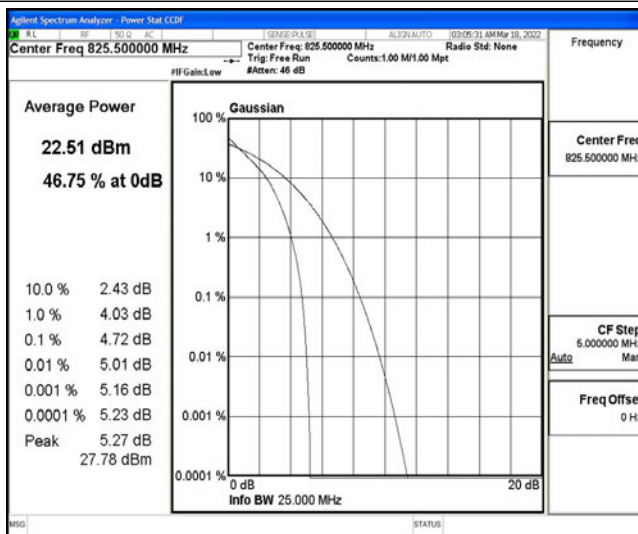 Agilent Spectrum Analyzer - Power Stat CCDF
RL RF 50 Ω AC SENSE:PULSE ALIGN AUTO 03:05:31 AM Mar 18, 2022
Center Freq 825.500000 MHz
Center Freq: 825.500000 MHz Radio Std: None
Trig: Free Run Counts:1.00 M/1.00 Mpt
#IFGain:Low #Atten: 46 dB
Frequency
Average Power
22.51 dBm
46.75 % at 0dB
10.0 % 2.43 dB
1.0 % 4.03 dB
0.1 % 4.72 dB
0.01 % 5.01 dB
0.001 % 5.16 dB
0.0001 % 5.23 dB
Peak 5.27 dB
27.78 dBm
Gaussian
100 %
10 %
1 %
0.1 %
0.01 %
0.001 %
0.0001 %
0 dB 20 dB
Info BW 25.000 MHz
Center Freq
825.500000 MHz
CF Step
5.000000 MHz
Auto Man
Freq Offse
0 Hz
MSG STATUS